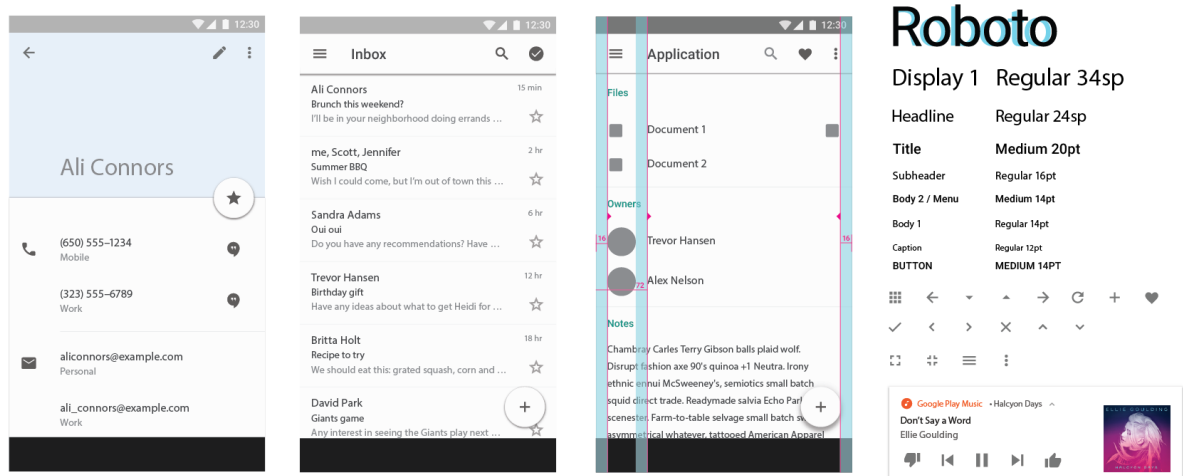 12:30
Ali Connors
(650) 555–1234
Mobile
(323) 555–6789
Work
aliconnors@example.com
Personal
ali_connors@example.com
Work
12:30
Inbox
Ali Connors 15 min
Brunch this weekend?
I'll be in your neighborhood doing errands …
me, Scott, Jennifer 2 hr
Summer BBQ
Wish I could come, but I'm out of town this …
Sandra Adams 6 hr
Oui oui
Do you have any recommendations? Have …
Trevor Hansen 12 hr
Birthday gift
Have any ideas about what to get Heidi for …
Britta Holt 18 hr
Recipe to try
We should eat this: grated squash, corn and …
David Park
Giants game
Any interest in seeing the Giants play next …
12:30
Application
Files
Document 1
Document 2
Owners
16 Trevor Hansen 16
72 Alex Nelson
Notes
Chambray Carles Terry Gibson balls plaid wolf.
Disrupt fashion axe 90's quinoa +1 Neutra. Irony
ethnic ennui McSweeney's, semiotics small batch
squid direct trade. Readymade salvia Echo Park
scenester. Farm-to-table selvage small batch
asymmetrical whatever, tattooed American Apparel
Roboto
Display 1 Regular 34sp
Headline Regular 24sp
Title Medium 20pt
Subheader Regular 16pt
Body 2 / Menu Medium 14pt
Body 1 Regular 14pt
Caption Regular 12pt
BUTTON MEDIUM 14PT
Google Play Music • Halcyon Days
Don't Say a Word
Ellie Goulding
ELLIE GOULDING
HALCYON DAYS